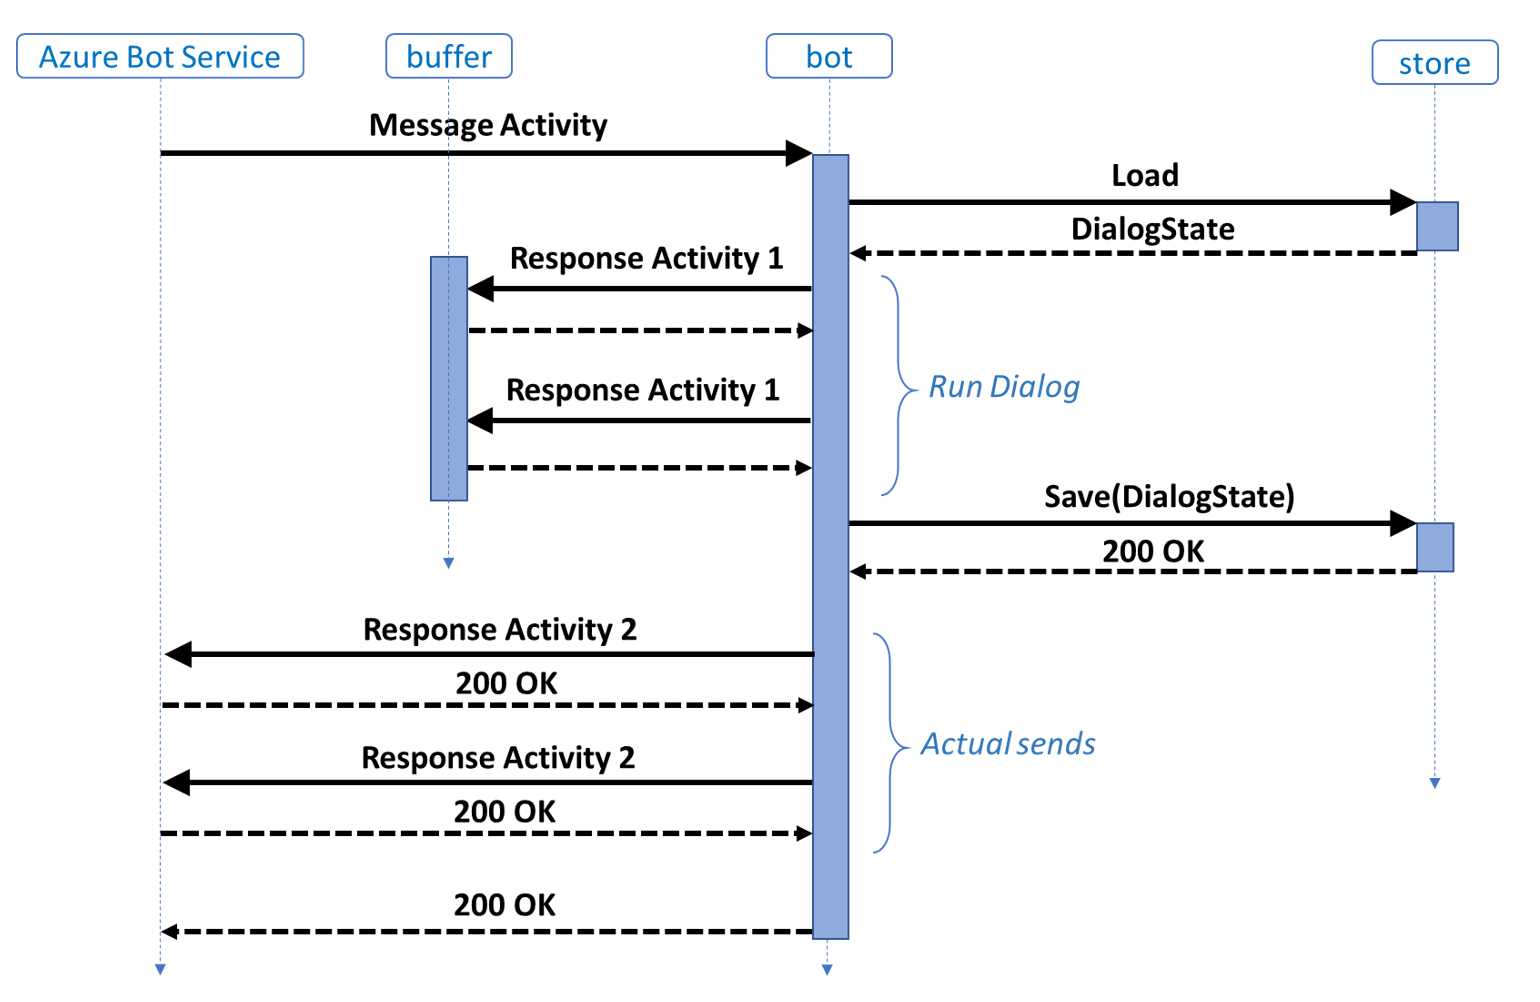 Azure Bot Service
buffer
bot
store
Message Activity
Load
DialogState
Response Activity 1
Response Activity 1
Run Dialog
Save(DialogState)
200 OK
Response Activity 2
200 OK
Actual sends
Response Activity 2
200 OK
200 OK